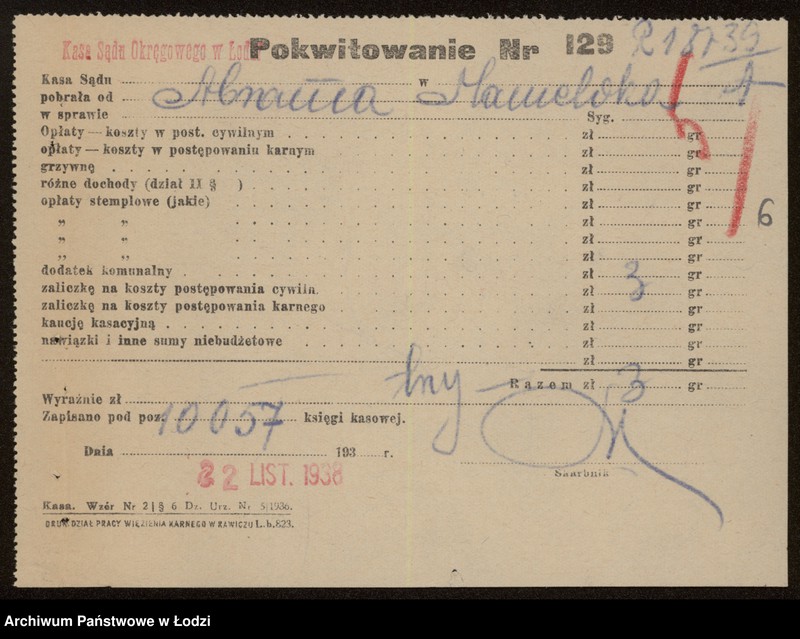 Kasa Sądu Okręgowego w Łod
Pokwitowanie Nr 129
Kasa Sądu w
pobrała od Abrama
w sprawie Syg.
Opłaty—koszty w post. cywilnym zł gr
opłaty—koszty w postępowaniu karnym zł gr
grzywnę zł gr
różne dochody (dział II § ) zł gr
opłaty stemplowe (jakie) zł gr
„ „ zł gr 6
„ „ zł gr
„ „ zł gr
dodatek komunalny zł gr
zaliczkę na koszty postępowania cywiln. zł 3 gr
zaliczkę na koszty postępowania karnego zł gr
kaucję kasacyjną zł gr
nawiązki i inne sumy niebudżetowe zł gr
zł gr
Razem zł 3 gr
Wyraźnie zł
Zapisano pod poz. 10057 księgi kasowej.
Dnia 193 r.
22 LIST. 1938
Skarbnik
Kasa. Wzór Nr 2 § 6 Dz. Urz. Nr 5/1936.
DRUK. DZIAŁ PRACY WIĘZIENIA KARNEGO W RAWICZU L.b.823.
Archiwum Państwowe w Łodzi